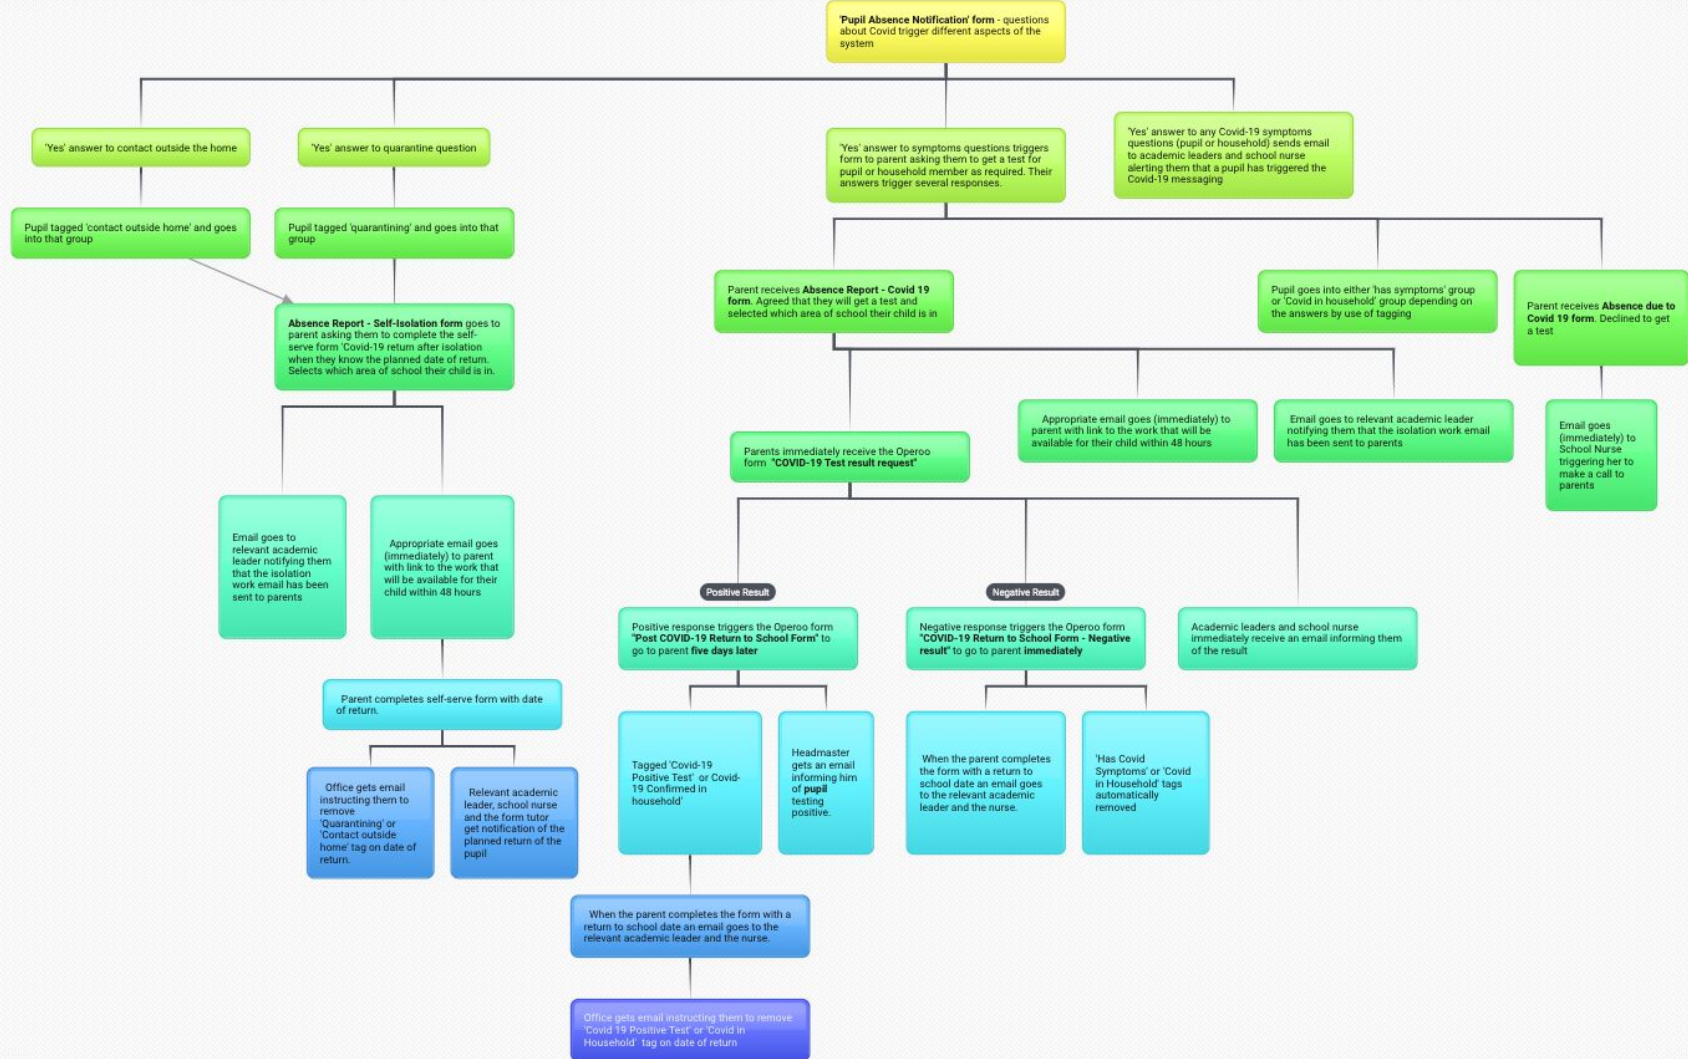 'Pupil Absence Notification' form - questions
about Covid trigger different aspects of the
system
'Yes' answer to contact outside the home
'Yes' answer to quarantine question
'Yes' answer to symptoms questions triggers
form to parent asking them to get a test for
pupil or household member as required. Their
answers trigger several responses.
'Yes' answer to any Covid-19 symptoms
questions (pupil or household) sends email
to academic leaders and school nurse
alerting them that a pupil has triggered the
Covid-19 messaging
Pupil tagged 'contact outside home' and goes
into that group
Pupil tagged 'quarantining' and goes into that
group
Parent receives Absence Report - Covid 19
form. Agreed that they will get a test and
selected which area of school their child is in
Pupil goes into either 'has symptoms' group
or 'Covid in household' group depending on
the answers by use of tagging
Parent receives Absence due to
Covid 19 form. Declined to get
a test
Absence Report - Self-Isolation form goes to
parent asking them to complete the self-
serve form 'Covid-19 return after isolation
when they know the planned date of return.
Selects which area of school their child is in.
Parents immediately receive the Operoo
form "COVID-19 Test result request"
Appropriate email goes (immediately) to
parent with link to the work that will be
available for their child within 48 hours
Email goes to relevant academic leader
notifying them that the isolation work email
has been sent to parents
Email goes
(immediately) to
School Nurse
triggering her to
make a call to
parents
Email goes to
relevant academic
leader notifying them
that the isolation
work email has been
sent to parents
Appropriate email goes
(immediately) to parent
with link to the work that
will be available for their
child within 48 hours
Positive Result
Negative Result
Positive response triggers the Operoo form
"Post COVID-19 Return to School Form" to
go to parent five days later
Negative response triggers the Operoo form
"COVID-19 Return to School Form - Negative
result" to go to parent immediately
Academic leaders and school nurse
immediately receive an email informing them
of the result
Parent completes self-serve form with date
of return.
Tagged 'Covid-19
Positive Test' or Covid-
19 Confirmed in
household'
Headmaster
gets an email
informing him
of pupil
testing
positive.
When the parent completes
the form with a return to
school date an email goes
to the relevant academic
leader and the nurse.
'Has Covid
Symptoms' or 'Covid
in Household' tags
automatically
removed
Office gets email
instructing them to
remove
'Quarantining' or
'Contact outside
home' tag on date of
return.
Relevant academic
leader, school nurse
and the form tutor
get notification of the
planned return of the
pupil
When the parent completes the form with a
return to school date an email goes to the
relevant academic leader and the nurse.
Office gets email instructing them to remove
'Covid 19 Positive Test' or 'Covid in
Household' tag on date of return